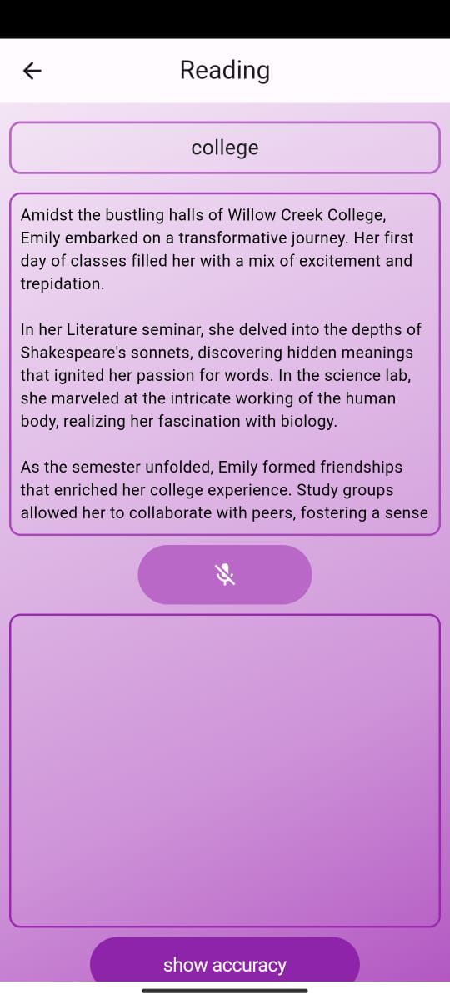 Reading
college
Amidst the bustling halls of Willow Creek College,
Emily embarked on a transformative journey. Her first
day of classes filled her with a mix of excitement and
trepidation.
In her Literature seminar, she delved into the depths of
Shakespeare's sonnets, discovering hidden meanings
that ignited her passion for words. In the science lab,
she marveled at the intricate working of the human
body, realizing her fascination with biology.
As the semester unfolded, Emily formed friendships
that enriched her college experience. Study groups
allowed her to collaborate with peers, fostering a sense
show accuracy